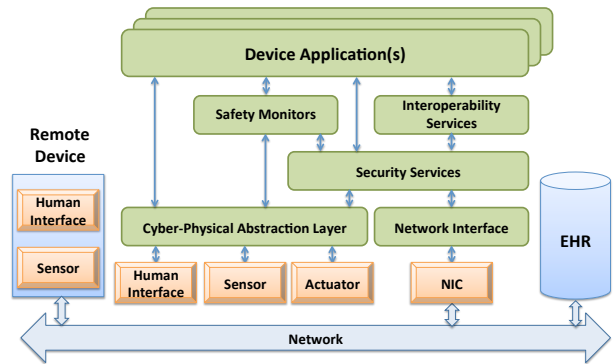 Device Application(s)
Safety Monitors
Interoperability
Services
Remote
Device
Security Services
Human
Interface
Cyber-Physical Abstraction Layer
Network Interface
EHR
Sensor
Human
Interface
Sensor
Actuator
NIC
Network